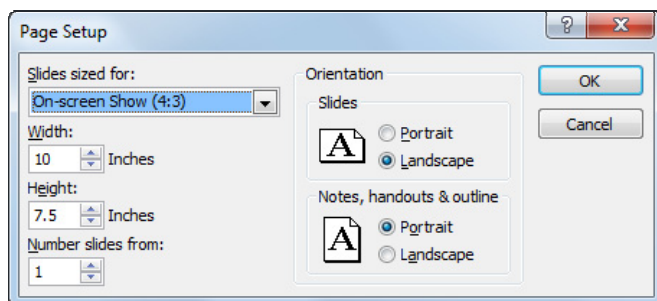 Page Setup
Slides sized for:
On-screen Show (4:3)
Width:
10 Inches
Height:
7.5 Inches
Number slides from:
1
Orientation
Slides
A
Portrait
Landscape
Notes, handouts & outline
A
Portrait
Landscape
OK
Cancel
?
X